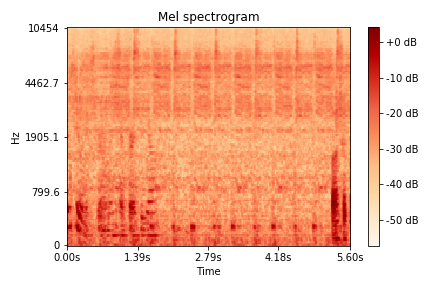 Mel spectrogram
10454
4462.7
1905.1
799.6
0
Hz
0.00s 1.39s 2.79s 4.18s 5.60s
Time
+0 dB
-10 dB
-20 dB
-30 dB
-40 dB
-50 dB